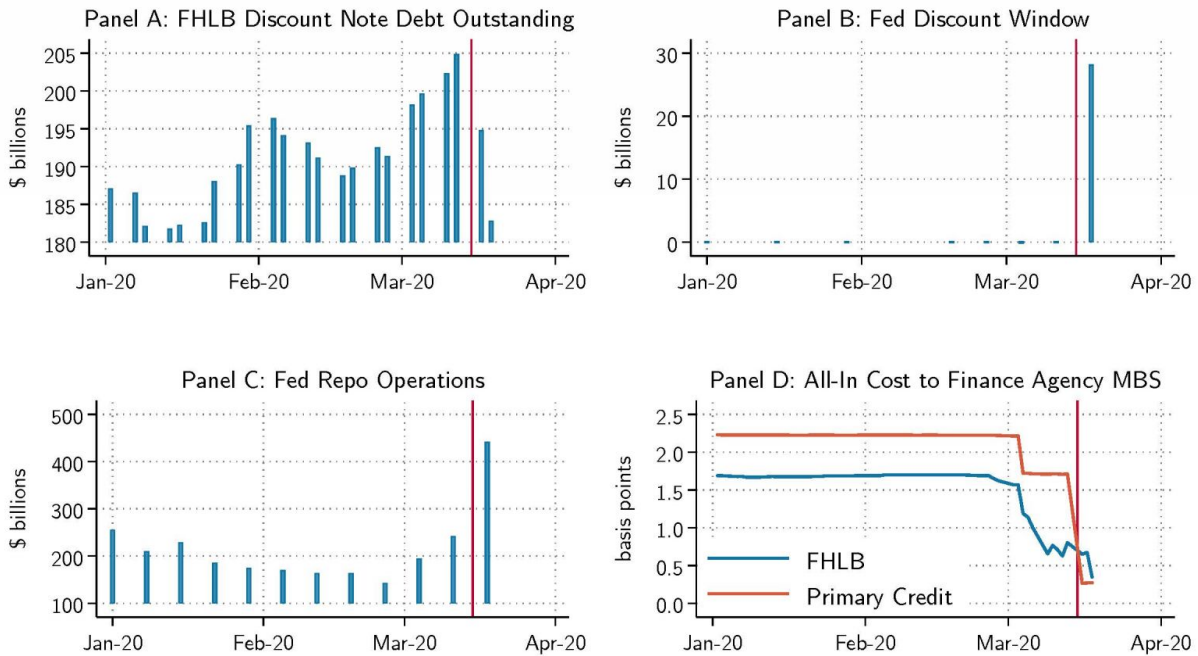 Panel A: FHLB Discount Note Debt Outstanding
205
200
195
190
185
180
$ billions
Jan-20 Feb-20 Mar-20 Apr-20
Panel B: Fed Discount Window
30
20
10
0
$ billions
Jan-20 Feb-20 Mar-20 Apr-20
Panel C: Fed Repo Operations
500
400
300
200
100
$ billions
Jan-20 Feb-20 Mar-20 Apr-20
Panel D: All-In Cost to Finance Agency MBS
2.5
2.0
1.5
1.0
0.5
0.0
basis points
FHLB
Primary Credit
Jan-20 Feb-20 Mar-20 Apr-20